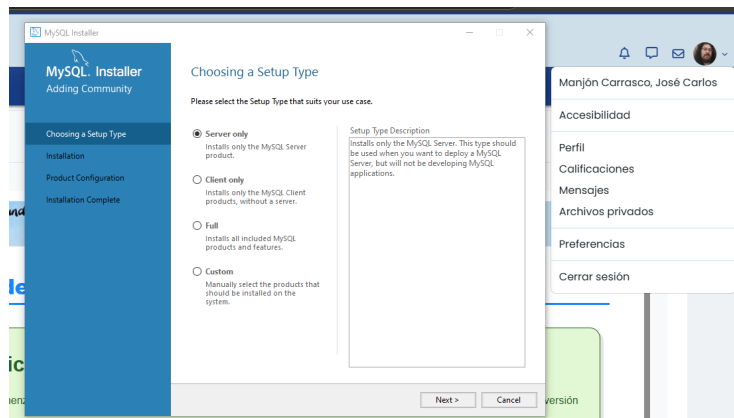 MySQL Installer
MySQL. Installer
Adding Community
Choosing a Setup Type
Installation
Product Configuration
Installation Complete
Choosing a Setup Type
Please select the Setup Type that suits your use case.
Server only
Installs only the MySQL Server
product.
Client only
Installs only the MySQL Client
products, without a server.
Full
Installs all included MySQL
products and features.
Custom
Manually select the products that
should be installed on the
system.
Setup Type Description
Installs only the MySQL Server. This type should
be used when you want to deploy a MySQL
Server, but will not be developing MySQL
applications.
Next >
Cancel
Manjón Carrasco, José Carlos
Accesibilidad
Perfil
Calificaciones
Mensajes
Archivos privados
Preferencias
Cerrar sesión